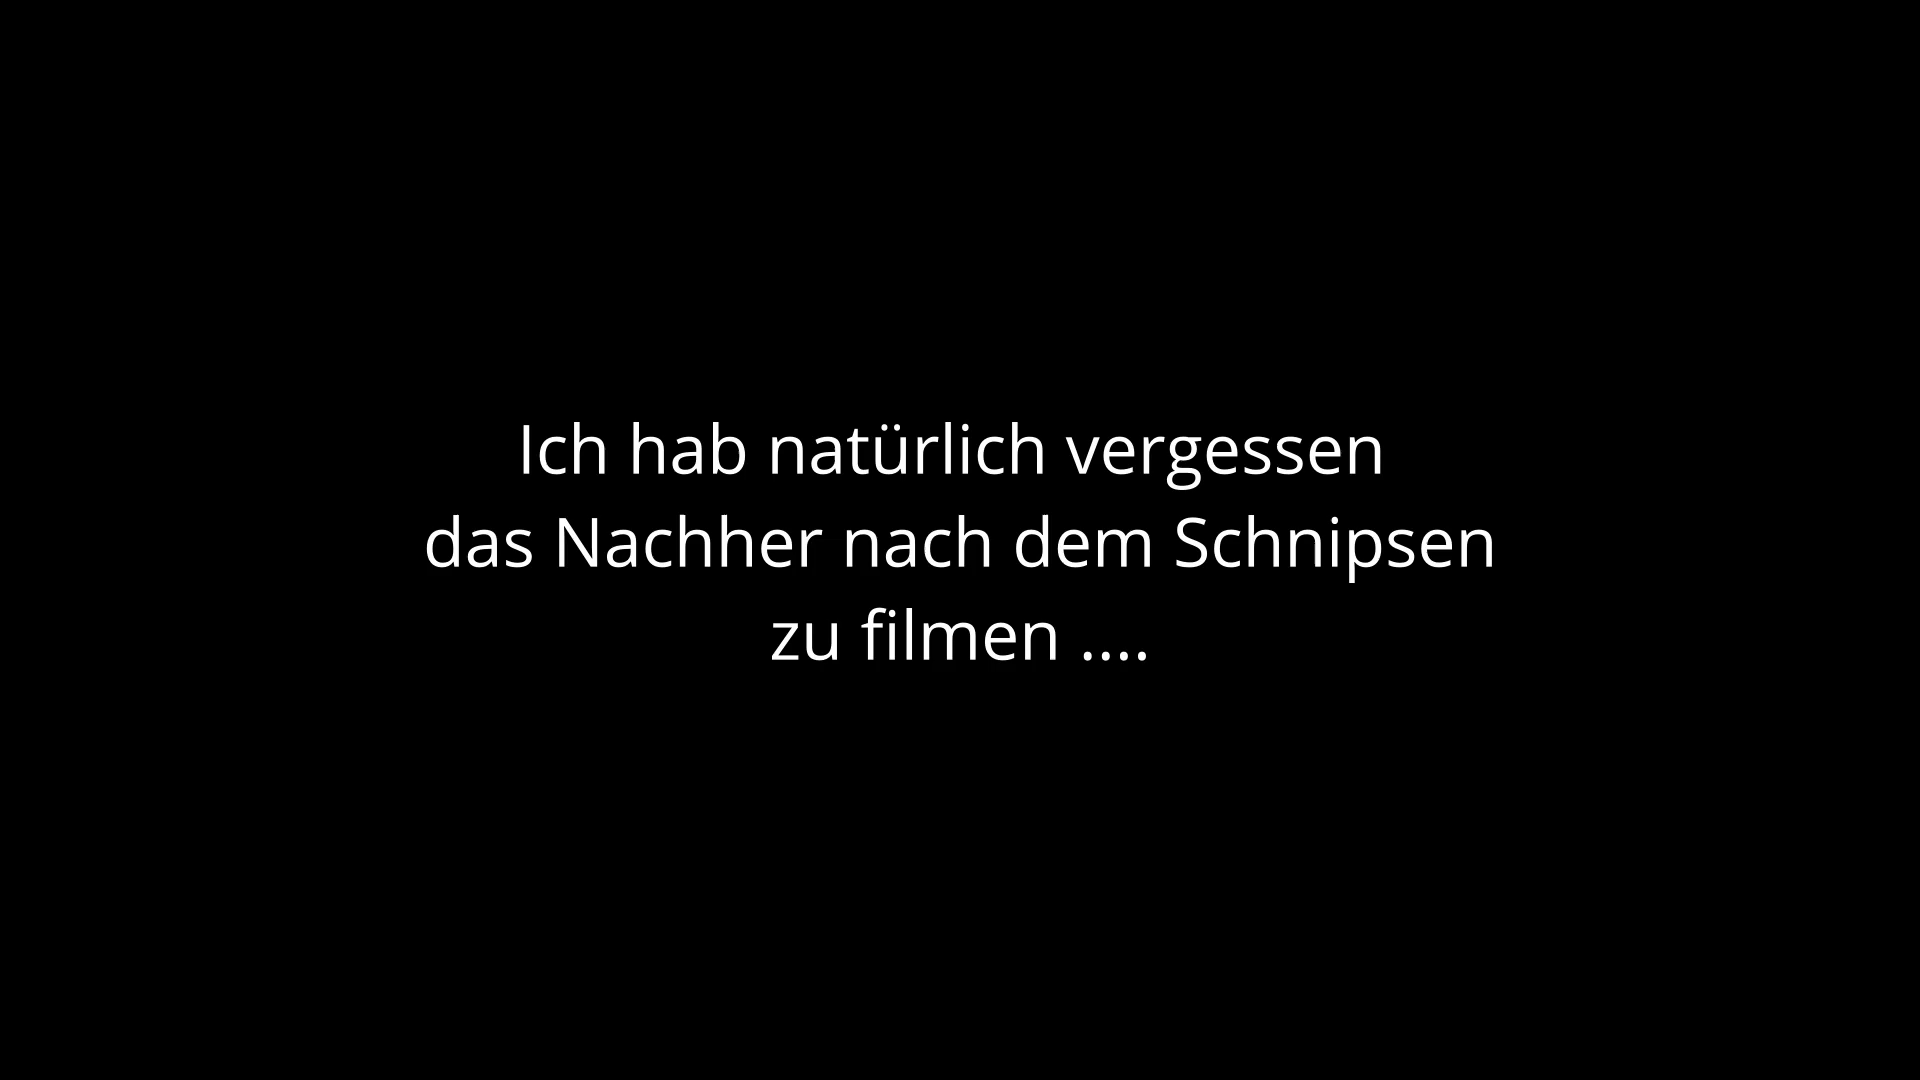 Ich hab natürlich vergessen
das Nachher nach dem Schnipsen
zu filmen ....